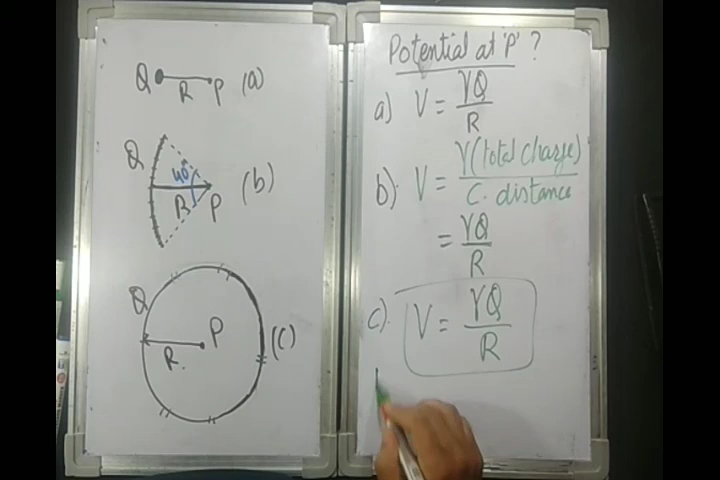 Q R P (a)
Q 40° R P (b)
Q R. P (c)
Potential at 'P' ?
a) V = γQ / R
b). V = γ(total charge) / C. distance
= γQ / R
c). V = γQ / R